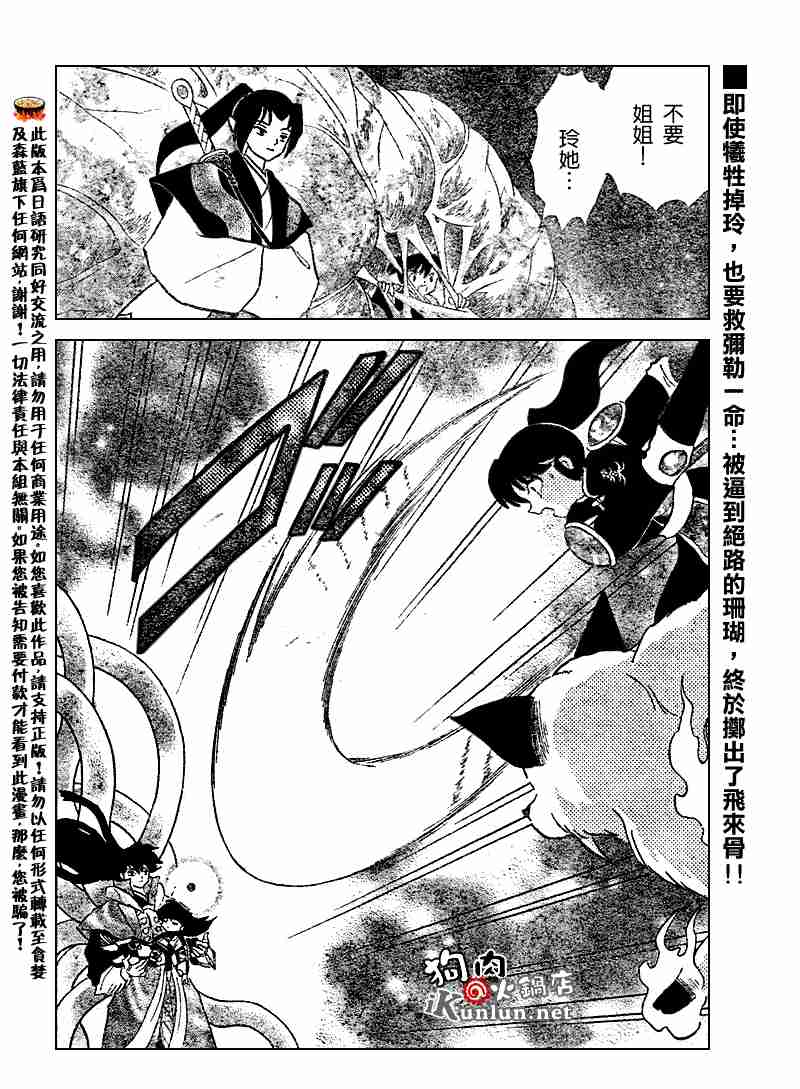 ■即使犧牲掉玲，也要救彌勒一命…被逼到絕路的珊瑚，終於擲出了飛來骨!!
不要
姐姐！
玲她…
ググッ
此版本爲日語研究同好交流之用，請勿用于任何商業用途。如您喜歡此作品，請支持正版！請勿以任何形式轉載至貪婪
及森藍旗下任何網站，謝謝！一切法律責任與本組無關。如果您被告知需要付款才能看到此漫畫，那麽，您被騙了！
狗肉火鍋店
iKunlun.net